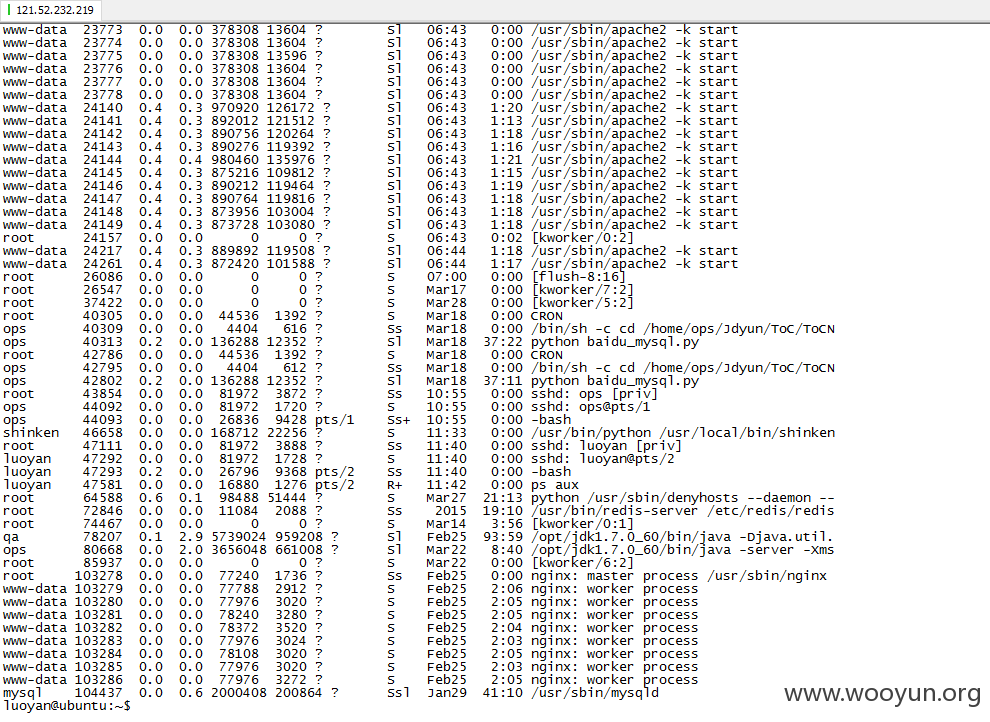 121.52.232.219
www-data 23773 0.0 0.0 378308 13604 ? Sl 06:43 0:00 /usr/sbin/apache2 -k start
www-data 23774 0.0 0.0 378308 13604 ? Sl 06:43 0:00 /usr/sbin/apache2 -k start
www-data 23775 0.0 0.0 378308 13596 ? Sl 06:43 0:00 /usr/sbin/apache2 -k start
www-data 23776 0.0 0.0 378308 13604 ? Sl 06:43 0:00 /usr/sbin/apache2 -k start
www-data 23777 0.0 0.0 378308 13604 ? Sl 06:43 0:00 /usr/sbin/apache2 -k start
www-data 23778 0.0 0.0 378308 13604 ? Sl 06:43 0:00 /usr/sbin/apache2 -k start
www-data 24140 0.4 0.3 970920 126172 ? Sl 06:43 1:20 /usr/sbin/apache2 -k start
www-data 24141 0.4 0.3 892012 121512 ? Sl 06:43 1:13 /usr/sbin/apache2 -k start
www-data 24142 0.4 0.3 890756 120264 ? Sl 06:43 1:18 /usr/sbin/apache2 -k start
www-data 24143 0.4 0.3 890276 119392 ? Sl 06:43 1:16 /usr/sbin/apache2 -k start
www-data 24144 0.4 0.4 980460 135976 ? Sl 06:43 1:21 /usr/sbin/apache2 -k start
www-data 24145 0.4 0.3 875216 109812 ? Sl 06:43 1:15 /usr/sbin/apache2 -k start
www-data 24146 0.4 0.3 890212 119464 ? Sl 06:43 1:19 /usr/sbin/apache2 -k start
www-data 24147 0.4 0.3 890764 119816 ? Sl 06:43 1:18 /usr/sbin/apache2 -k start
www-data 24148 0.4 0.3 873956 103004 ? Sl 06:43 1:18 /usr/sbin/apache2 -k start
www-data 24149 0.4 0.3 873728 103080 ? Sl 06:43 1:18 /usr/sbin/apache2 -k start
root 24157 0.0 0.0 0 0 ? S 06:43 0:02 [kworker/0:2]
www-data 24217 0.4 0.3 889892 119508 ? Sl 06:44 1:18 /usr/sbin/apache2 -k start
www-data 24261 0.4 0.3 872420 101588 ? Sl 06:44 1:17 /usr/sbin/apache2 -k start
root 26086 0.0 0.0 0 0 ? S 07:00 0:00 [flush-8:16]
root 26547 0.0 0.0 0 0 ? S Mar17 0:00 [kworker/7:2]
root 37422 0.0 0.0 0 0 ? S Mar28 0:00 [kworker/5:2]
root 40305 0.0 0.0 44536 1392 ? S Mar18 0:00 CRON
ops 40309 0.0 0.0 4404 616 ? Ss Mar18 0:00 /bin/sh -c cd /home/ops/Jdyun/ToC/ToCN
ops 40313 0.2 0.0 136288 12352 ? Sl Mar18 37:22 python baidu_mysql.py
root 42786 0.0 0.0 44536 1392 ? S Mar18 0:00 CRON
ops 42795 0.0 0.0 4404 612 ? Ss Mar18 0:00 /bin/sh -c cd /home/ops/Jdyun/ToC/ToCN
ops 42802 0.2 0.0 136288 12352 ? Sl Mar18 37:11 python baidu_mysql.py
root 43854 0.0 0.0 81972 3872 ? Ss 10:55 0:00 sshd: ops [priv]
ops 44092 0.0 0.0 81972 1720 ? S 10:55 0:00 sshd: ops@pts/1
ops 44093 0.0 0.0 26836 9428 pts/1 Ss+ 10:55 0:00 -bash
shinken 46658 0.0 0.0 168712 22256 ? S 11:33 0:00 /usr/bin/python /usr/local/bin/shinken
root 47111 0.0 0.0 81972 3888 ? Ss 11:40 0:00 sshd: luoyan [priv]
luoyan 47292 0.0 0.0 81972 1728 ? S 11:40 0:00 sshd: luoyan@pts/2
luoyan 47293 0.2 0.0 26796 9368 pts/2 Ss 11:40 0:00 -bash
luoyan 47581 0.0 0.0 16880 1276 pts/2 R+ 11:42 0:00 ps aux
root 64588 0.6 0.1 98488 51444 ? S Mar27 21:13 python /usr/sbin/denyhosts --daemon --
root 72846 0.0 0.0 11084 2088 ? Ss 2015 19:10 /usr/bin/redis-server /etc/redis/redis
root 74467 0.0 0.0 0 0 ? S Mar14 3:56 [kworker/0:1]
qa 78207 0.1 2.9 5739024 959208 ? Sl Feb25 93:59 /opt/jdk1.7.0_60/bin/java -Djava.util.
ops 80668 0.0 2.0 3656048 661008 ? Sl Mar22 8:40 /opt/jdk1.7.0_60/bin/java -server -Xms
root 85937 0.0 0.0 0 0 ? S Mar22 0:00 [kworker/6:2]
root 103278 0.0 0.0 77240 1736 ? Ss Feb25 0:00 nginx: master process /usr/sbin/nginx
www-data 103279 0.0 0.0 77788 2912 ? S Feb25 2:06 nginx: worker process
www-data 103280 0.0 0.0 77976 3020 ? S Feb25 2:05 nginx: worker process
www-data 103281 0.0 0.0 78240 3280 ? S Feb25 2:05 nginx: worker process
www-data 103282 0.0 0.0 78372 3520 ? S Feb25 2:04 nginx: worker process
www-data 103283 0.0 0.0 77976 3024 ? S Feb25 2:03 nginx: worker process
www-data 103284 0.0 0.0 78108 3020 ? S Feb25 2:05 nginx: worker process
www-data 103285 0.0 0.0 77976 3020 ? S Feb25 2:03 nginx: worker process
www-data 103286 0.0 0.0 77976 3272 ? S Feb25 2:05 nginx: worker process
mysql 104437 0.0 0.6 2000408 200864 ? Ssl Jan29 41:10 /usr/sbin/mysqld
luoyan@ubuntu:~$
www.wooyun.org